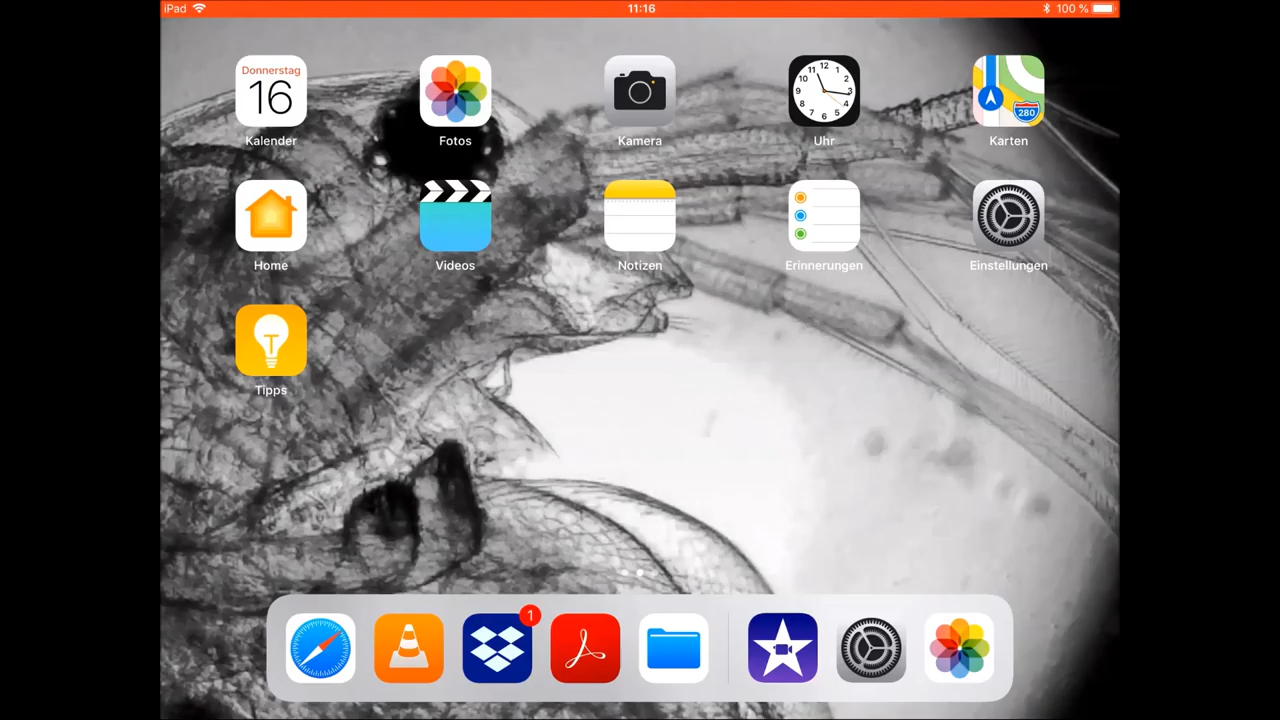 iPad 11:16 100 %
Donnerstag
16
280
Kalender Fotos Kamera Uhr Karten
Home Videos Notizen Erinnerungen Einstellungen
T
Tipps
1